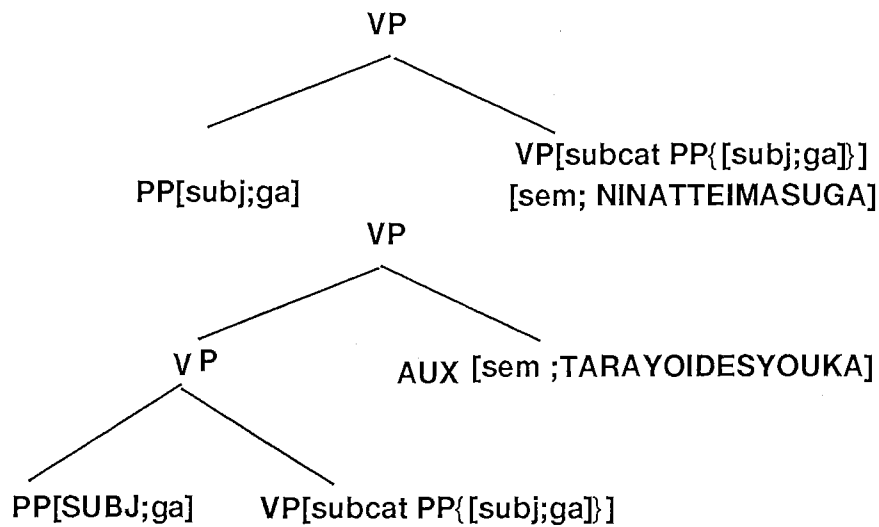 VP
VP[subcat PP{[subj;ga]}]
PP[subj;ga]
[sem; NINATTEIMASUGA]
VP
VP
AUX [sem ;TARAYOIDESYOUKA]
PP[SUBJ;ga]
VP[subcat PP{[subj;ga]}]